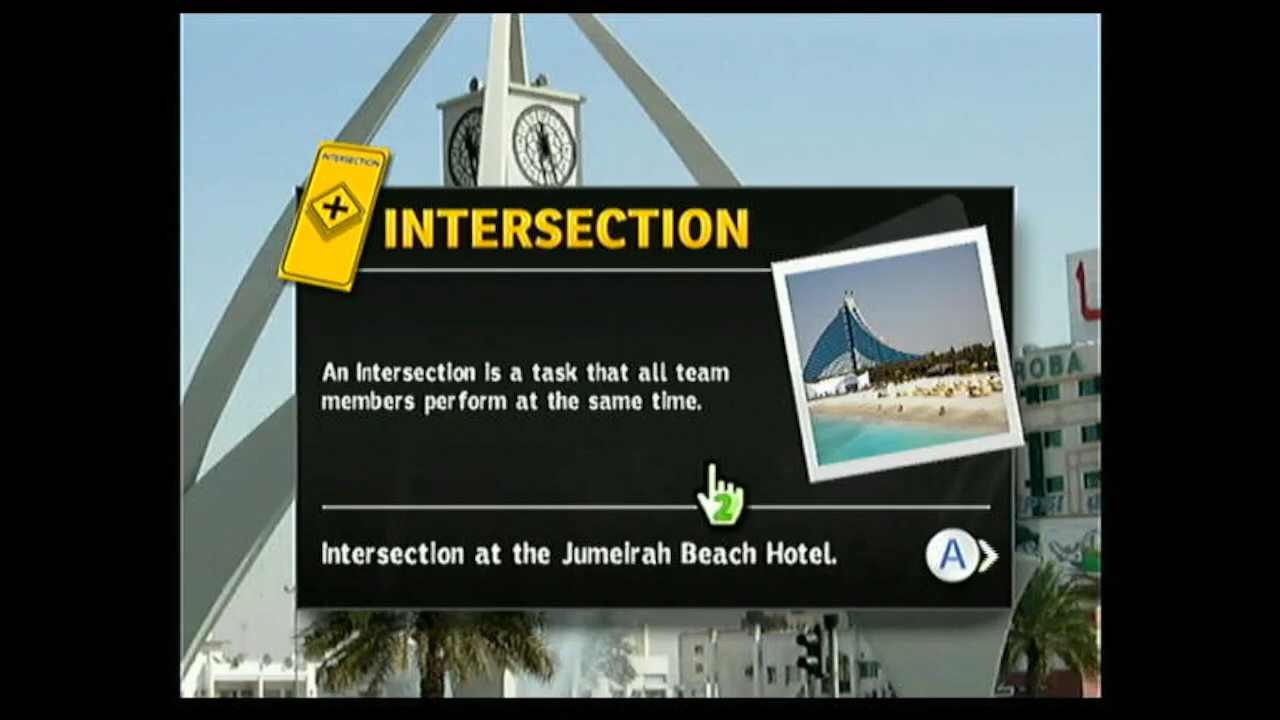 INTERSECTION
INTERSECTION
An Intersection is a task that all team
members perform at the same time.
2
Intersection at the Jumeirah Beach Hotel.
A
ROBA